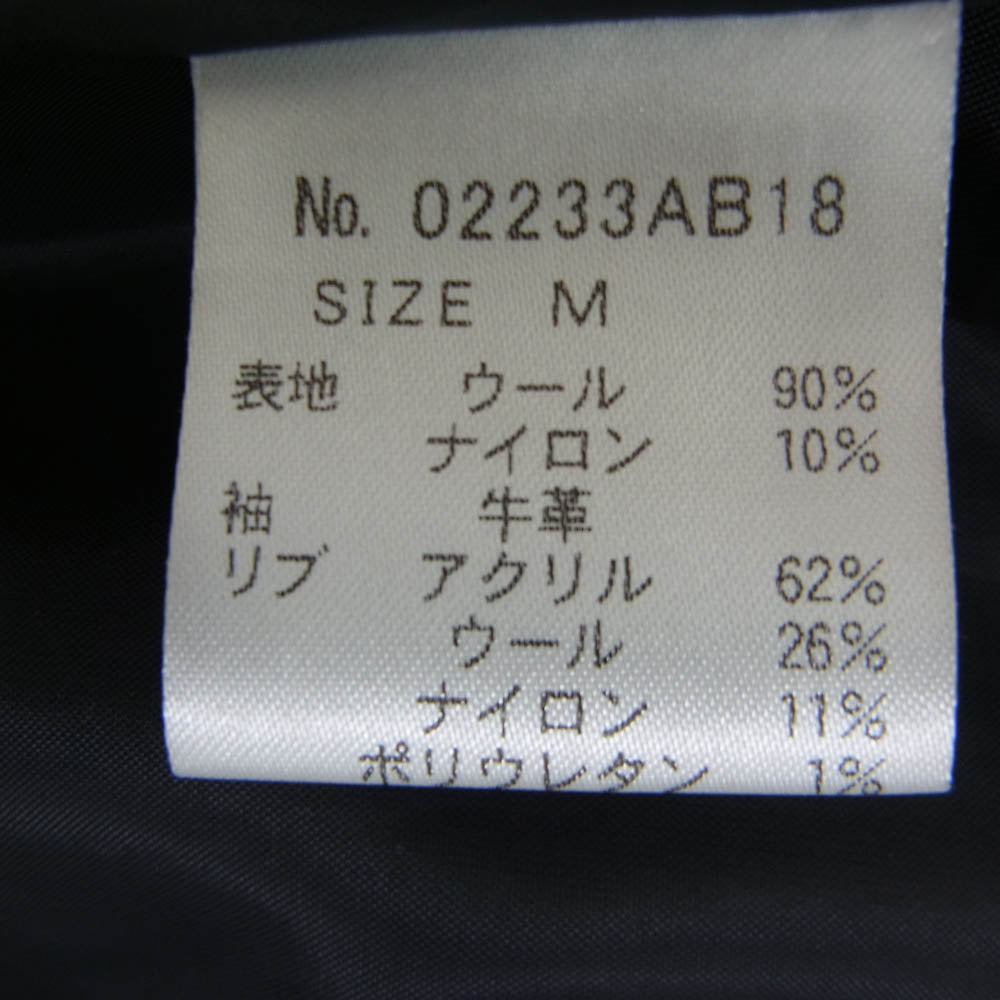 No. 02233AB18
SIZE M
表地 ウール 90%
ナイロン 10%
袖 牛革
リブ アクリル 62%
ウール 26%
ナイロン 11%
ポリウレタン 1%